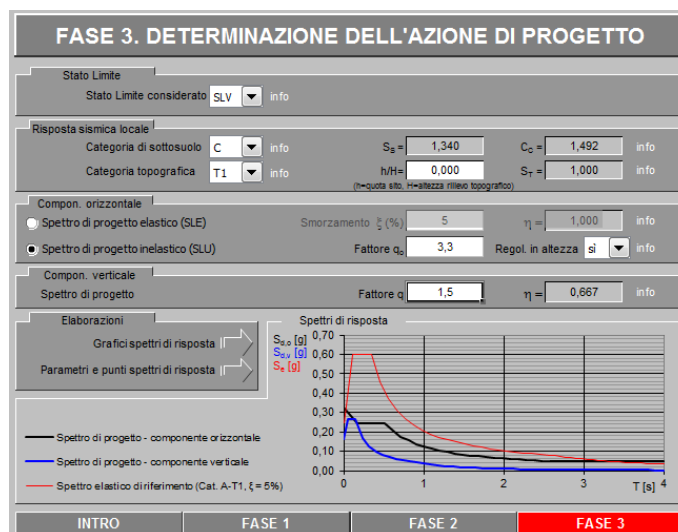 FASE 3. DETERMINAZIONE DELL'AZIONE DI PROGETTO
Stato Limite
Stato Limite considerato SLV info
Risposta sismica locale
Categoria di sottosuolo C info Ss = 1,340 Cc = 1,492 info
Categoria topografica T1 info h/H= 0,000 ST = 1,000 info
(h=quota sito, H=altezza rilievo topografico)
Compon. orizzontale
Spettro di progetto elastico (SLE) Smorzamento ξ (%) 5 η = 1,000 info
Spettro di progetto inelastico (SLU) Fattore qo 3,3 Regol. in altezza sì info
Compon. verticale
Spettro di progetto Fattore q 1,5 η = 0,667 info
Elaborazioni
Grafici spettri di risposta
Parametri e punti spettri di risposta
Spettri di risposta
Sd,o [g]
Sd,v [g]
Se [g]
0,70
0,60
0,50
0,40
0,30
0,20
0,10
0,00
0 1 2 3 4
T [s]
Spettro di progetto - componente orizzontale
Spettro di progetto - componente verticale
Spettro elastico di riferimento (Cat. A-T1, ξ = 5%)
INTRO FASE 1 FASE 2 FASE 3